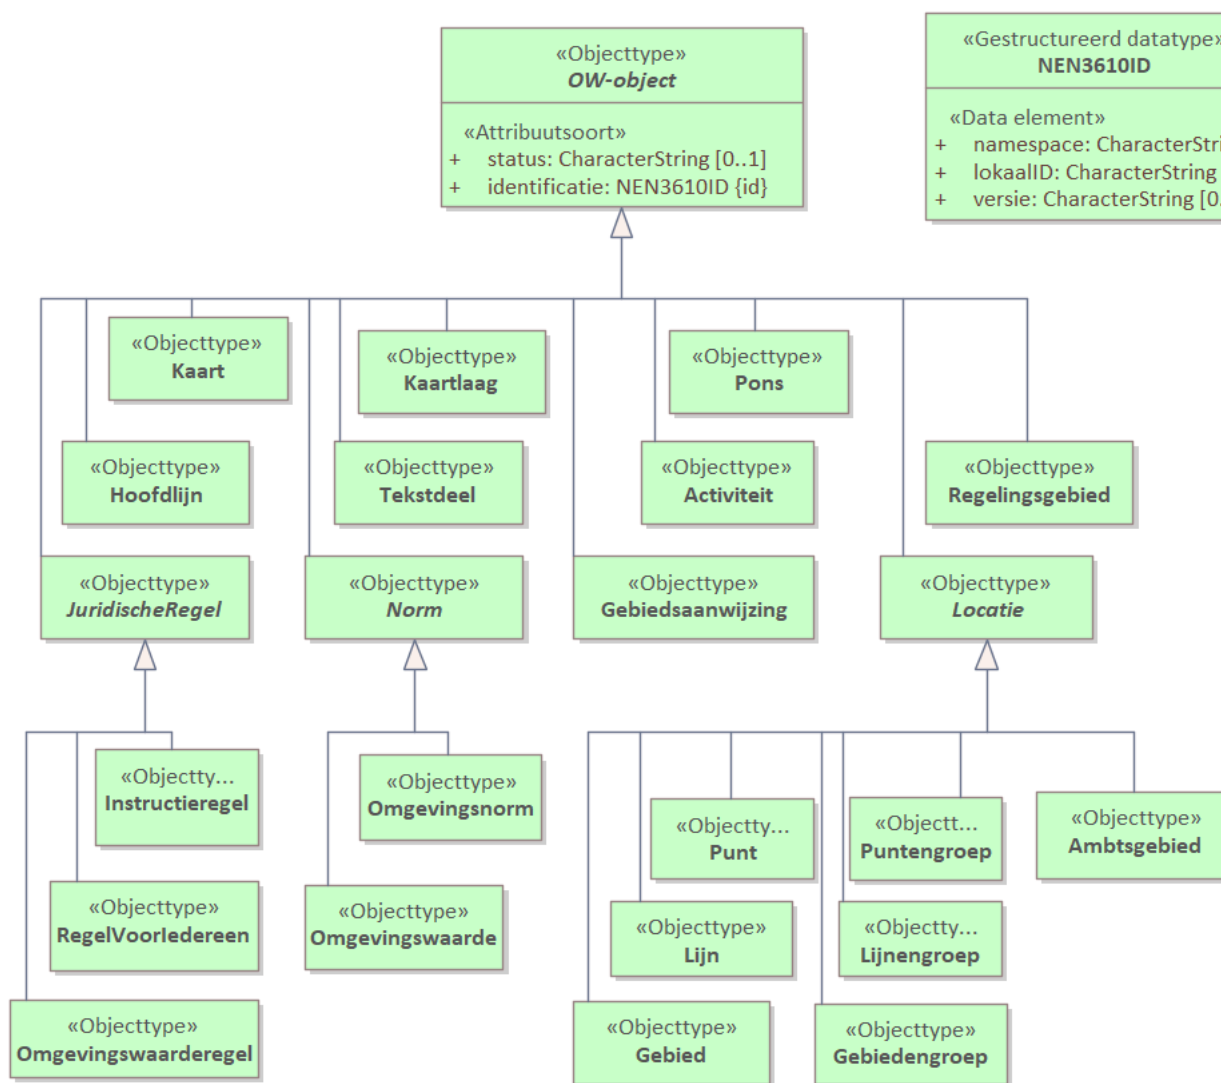 «Objecttype»
OW-object
«Attribuutsoort»
+ status: CharacterString [0..1]
+ identificatie: NEN3610ID {id}
«Gestructureerd datatype»
NEN3610ID
«Data element»
+ namespace: CharacterStri
+ lokaalID: CharacterString
+ versie: CharacterString [0.
«Objecttype»
Kaart
«Objecttype»
Kaartlaag
«Objecttype»
Pons
«Objecttype»
Hoofdlijn
«Objecttype»
Tekstdeel
«Objecttype»
Activiteit
«Objecttype»
Regelingsgebied
«Objecttype»
JuridischeRegel
«Objecttype»
Norm
«Objecttype»
Gebiedsaanwijzing
«Objecttype»
Locatie
«Objectty...
Instructieregel
«Objecttype»
Omgevingsnorm
«Objectty...
Punt
«Objectt...
Puntengroep
«Objecttype»
Ambtsgebied
«Objecttype»
RegelVoorIedereen
«Objecttype»
Omgevingswaarde
«Objecttype»
Lijn
«Objectty...
Lijnengroep
«Objecttype»
Omgevingswaarderegel
«Objecttype»
Gebied
«Objecttype»
Gebiedengroep